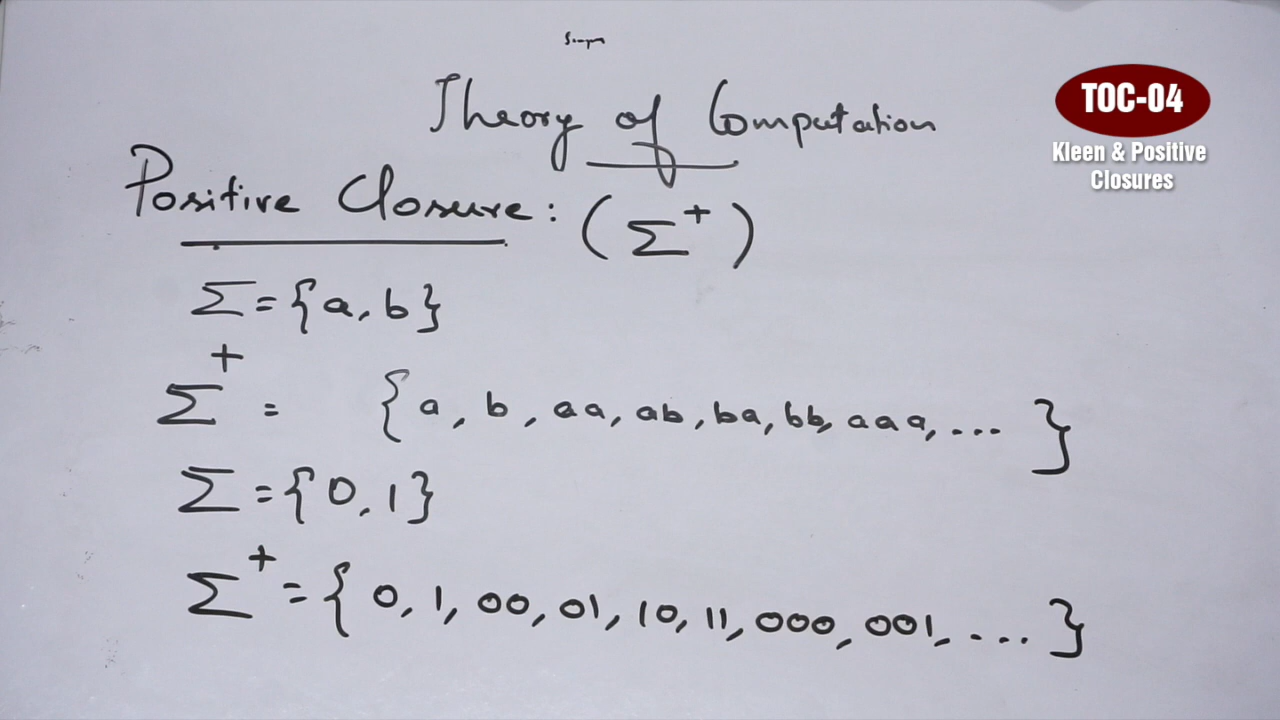 Theory of Computation
TOC-04
Kleen & Positive
Closures
Positive Closure: (Σ⁺)
Σ={a,b}
Σ⁺ = {a, b, aa, ab, ba, bb, aaa, ... }
Σ={0,1}
Σ⁺={0, 1, 00, 01, 10, 11, 000, 001, ... }